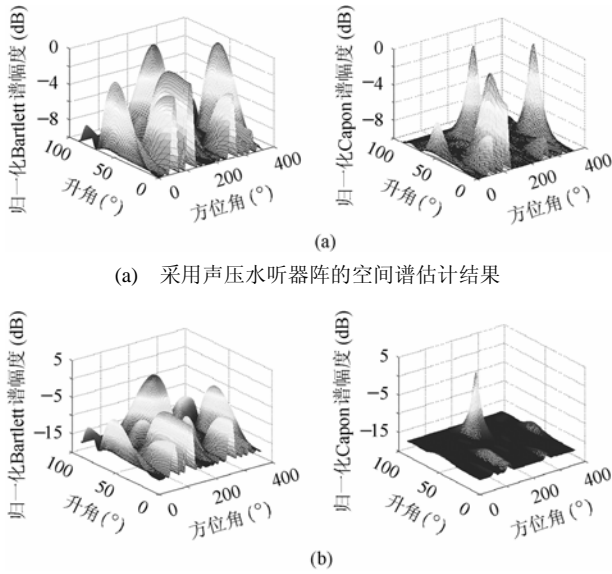 归一化Bartlett 谱幅度 (dB)
0
−4
−8
100
50
0
升角 (°)
0
200
400
方位角 (°)
归一化Capon 谱幅度 (dB)
0
−4
−8
100
50
0
升角 (°)
0
200
400
方位角 (°)
(a)
(a) 采用声压水听器阵的空间谱估计结果
归一化Bartlett 谱幅度 (dB)
5
−5
−15
100
50
0
升角 (°)
0
200
400
方位角 (°)
归一化Capon 谱幅度 (dB)
5
−5
−15
100
50
0
升角 (°)
0
200
400
方位角 (°)
(b)